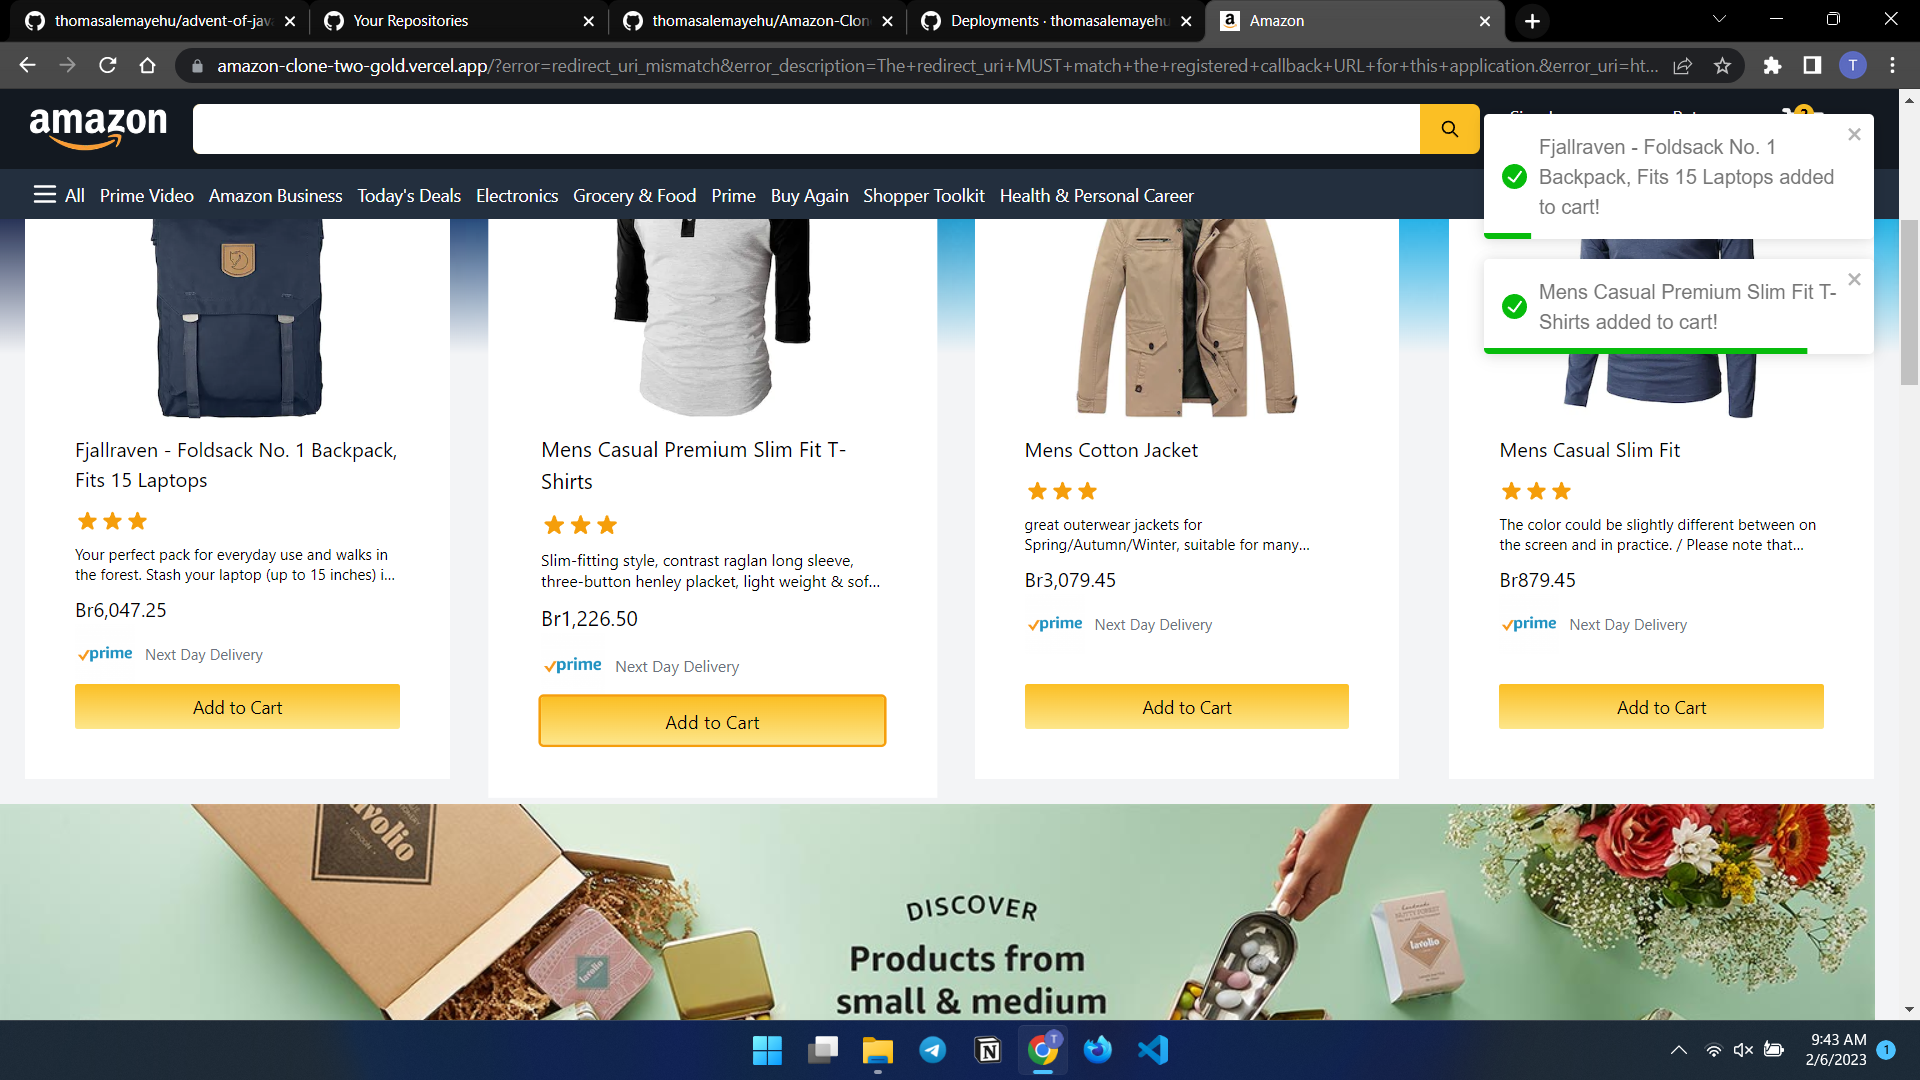 thomasalemayehu/advent-of-jav
Your Repositories
thomasalemayehu/Amazon-Clon
Deployments · thomasalemayehu
Amazon
amazon-clone-two-gold.vercel.app/?error=redirect_uri_mismatch&error_description=The+redirect_uri+MUST+match+the+registered+callback+URL+for+this+application.&error_uri=ht...
T
amazon
All
Prime Video
Amazon Business
Today's Deals
Electronics
Grocery & Food
Prime
Buy Again
Shopper Toolkit
Health & Personal Career
Fjallraven - Foldsack No. 1
Backpack, Fits 15 Laptops added
to cart!
Mens Casual Premium Slim Fit T-
Shirts added to cart!
Fjallraven - Foldsack No. 1 Backpack,
Fits 15 Laptops
Your perfect pack for everyday use and walks in
the forest. Stash your laptop (up to 15 inches) i...
Br6,047.25
prime Next Day Delivery
Add to Cart
Mens Casual Premium Slim Fit T-
Shirts
Slim-fitting style, contrast raglan long sleeve,
three-button henley placket, light weight & sof...
Br1,226.50
prime Next Day Delivery
Add to Cart
Mens Cotton Jacket
great outerwear jackets for
Spring/Autumn/Winter, suitable for many...
Br3,079.45
prime Next Day Delivery
Add to Cart
Mens Casual Slim Fit
The color could be slightly different between on
the screen and in practice. / Please note that...
Br879.45
prime Next Day Delivery
Add to Cart
lavolio
LONDON
lavolio
lavolio
DISCOVER
Products from
small & medium
T
9:43 AM
2/6/2023
1